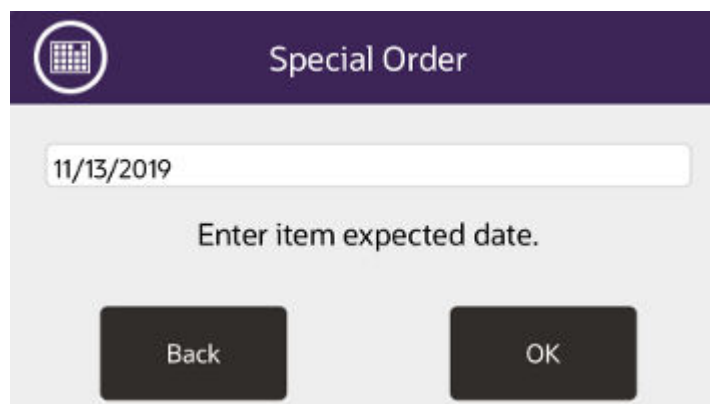 Special Order
11/13/2019
Enter item expected date.
Back
OK